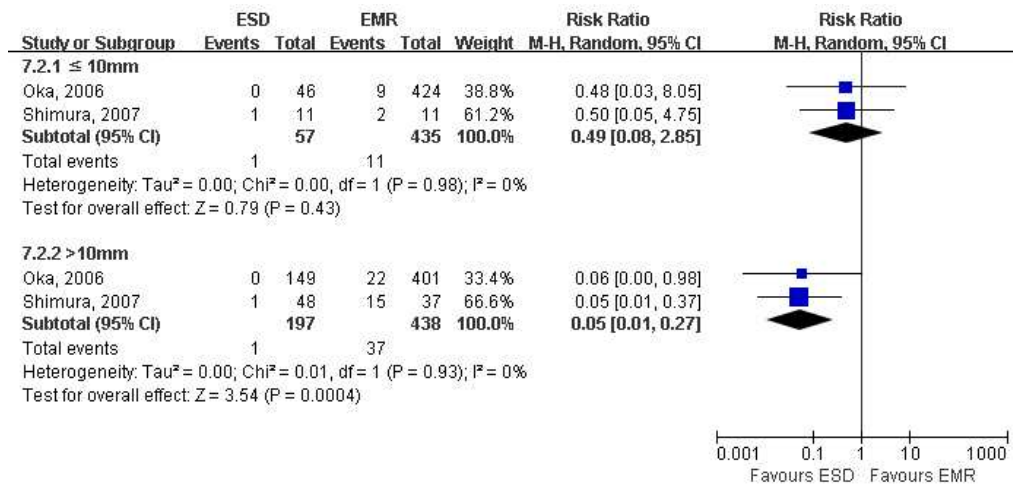 ESD EMR Risk Ratio Risk Ratio
Study or Subgroup Events Total Events Total Weight M-H, Random, 95% CI M-H, Random, 95% CI
7.2.1 ≤ 10mm
Oka, 2006 0 46 9 424 38.8% 0.48 [0.03, 8.05]
Shimura, 2007 1 11 2 11 61.2% 0.50 [0.05, 4.75]
Subtotal (95% CI) 57 435 100.0% 0.49 [0.08, 2.85]
Total events 1 11
Heterogeneity: Tau² = 0.00; Chi² = 0.00, df = 1 (P = 0.98); I² = 0%
Test for overall effect: Z = 0.79 (P = 0.43)
7.2.2 >10mm
Oka, 2006 0 149 22 401 33.4% 0.06 [0.00, 0.98]
Shimura, 2007 1 48 15 37 66.6% 0.05 [0.01, 0.37]
Subtotal (95% CI) 197 438 100.0% 0.05 [0.01, 0.27]
Total events 1 37
Heterogeneity: Tau² = 0.00; Chi² = 0.01, df = 1 (P = 0.93); I² = 0%
Test for overall effect: Z = 3.54 (P = 0.0004)
0.001 0.1 1 10 1000
Favours ESD Favours EMR